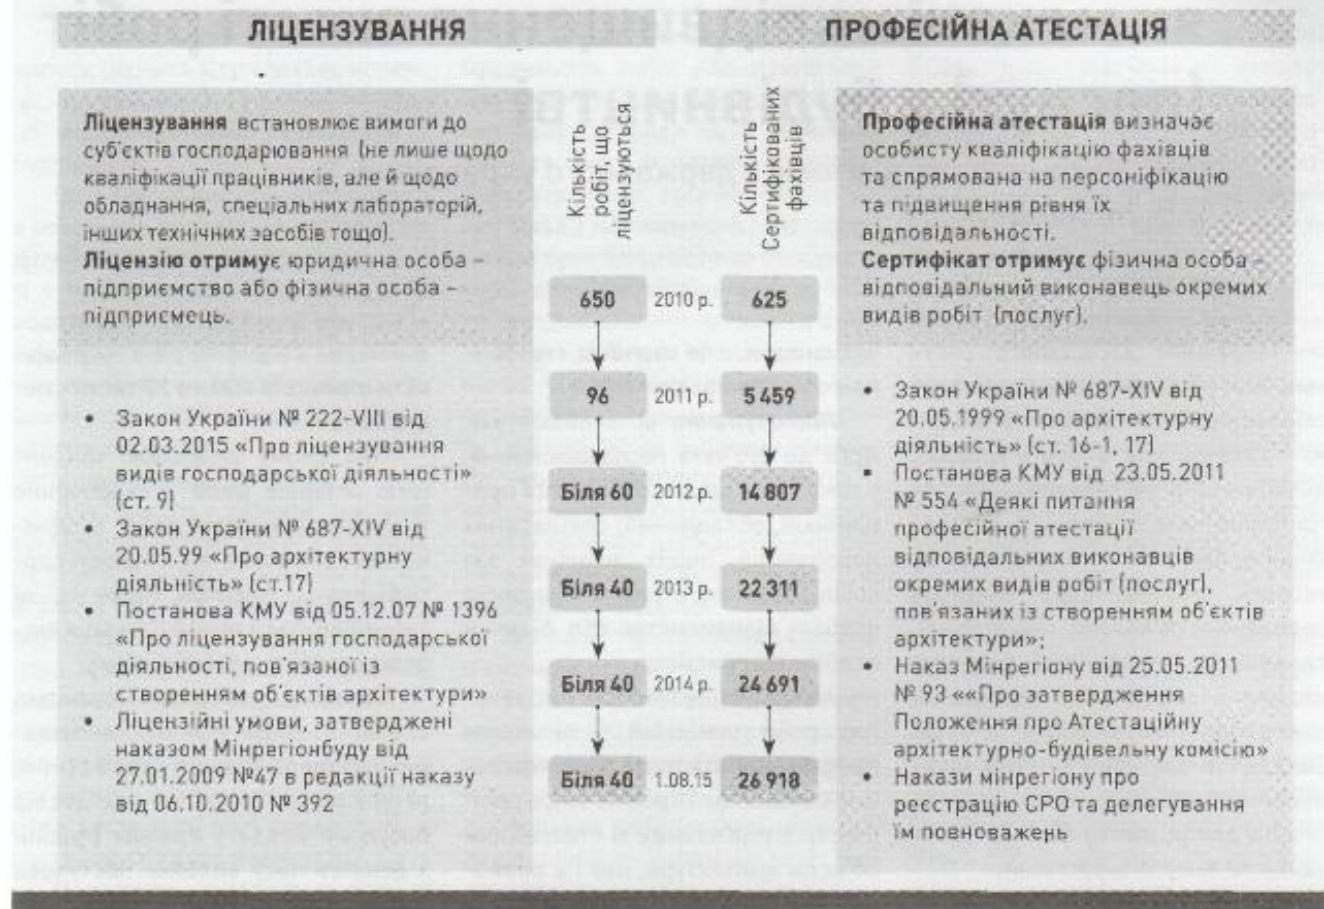 ЛІЦЕНЗУВАННЯ
Ліцензування встановлює вимоги до
суб'єктів господарювання (не лише щодо
кваліфікації працівників, але й щодо
обладнання, спеціальних лабораторій,
інших технічних засобів тощо).
Ліцензію отримує юридична особа –
підприємство або фізична особа –
підприємець.
• Закон України № 222-VIII від
02.03.2015 «Про ліцензування
видів господарської діяльності»
(ст. 9)
• Закон України № 687-XIV від
20.05.99 «Про архітектурну
діяльність» (ст.17)
• Постанова КМУ від 05.12.07 № 1396
«Про ліцензування господарської
діяльності, пов'язаної із
створенням об'єктів архітектури»
• Ліцензійні умови, затверджені
наказом Мінрегіонбуду від
27.01.2009 №47 в редакції наказу
від 06.10.2010 № 392
Кількість
робіт, що
ліцензуються
Кількість
Сертифікованих
фахівців
650 2010 р. 625
96 2011 р. 5 459
Біля 60 2012 р. 14 807
Біля 40 2013 р. 22 311
Біля 40 2014 р. 24 691
Біля 40 1.08.15 26 918
ПРОФЕСІЙНА АТЕСТАЦІЯ
Професійна атестація визначає
особисту кваліфікацію фахівців
та спрямована на персоніфікацію
та підвищення рівня їх
відповідальності.
Сертифікат отримує фізична особа –
відповідальний виконавець окремих
видів робіт (послуг).
• Закон України № 687-XIV від
20.05.1999 «Про архітектурну
діяльність» (ст. 16-1, 17)
• Постанова КМУ від 23.05.2011
№ 554 «Деякі питання
професійної атестації
відповідальних виконавців
окремих видів робіт (послуг),
пов'язаних із створенням об'єктів
архітектури»;
• Наказ Мінрегіону від 25.05.2011
№ 93 ««Про затвердження
Положення про Атестаційну
архітектурно-будівельну комісію»
• Накази мінрегіону про
реєстрацію СРО та делегування
їм повноважень